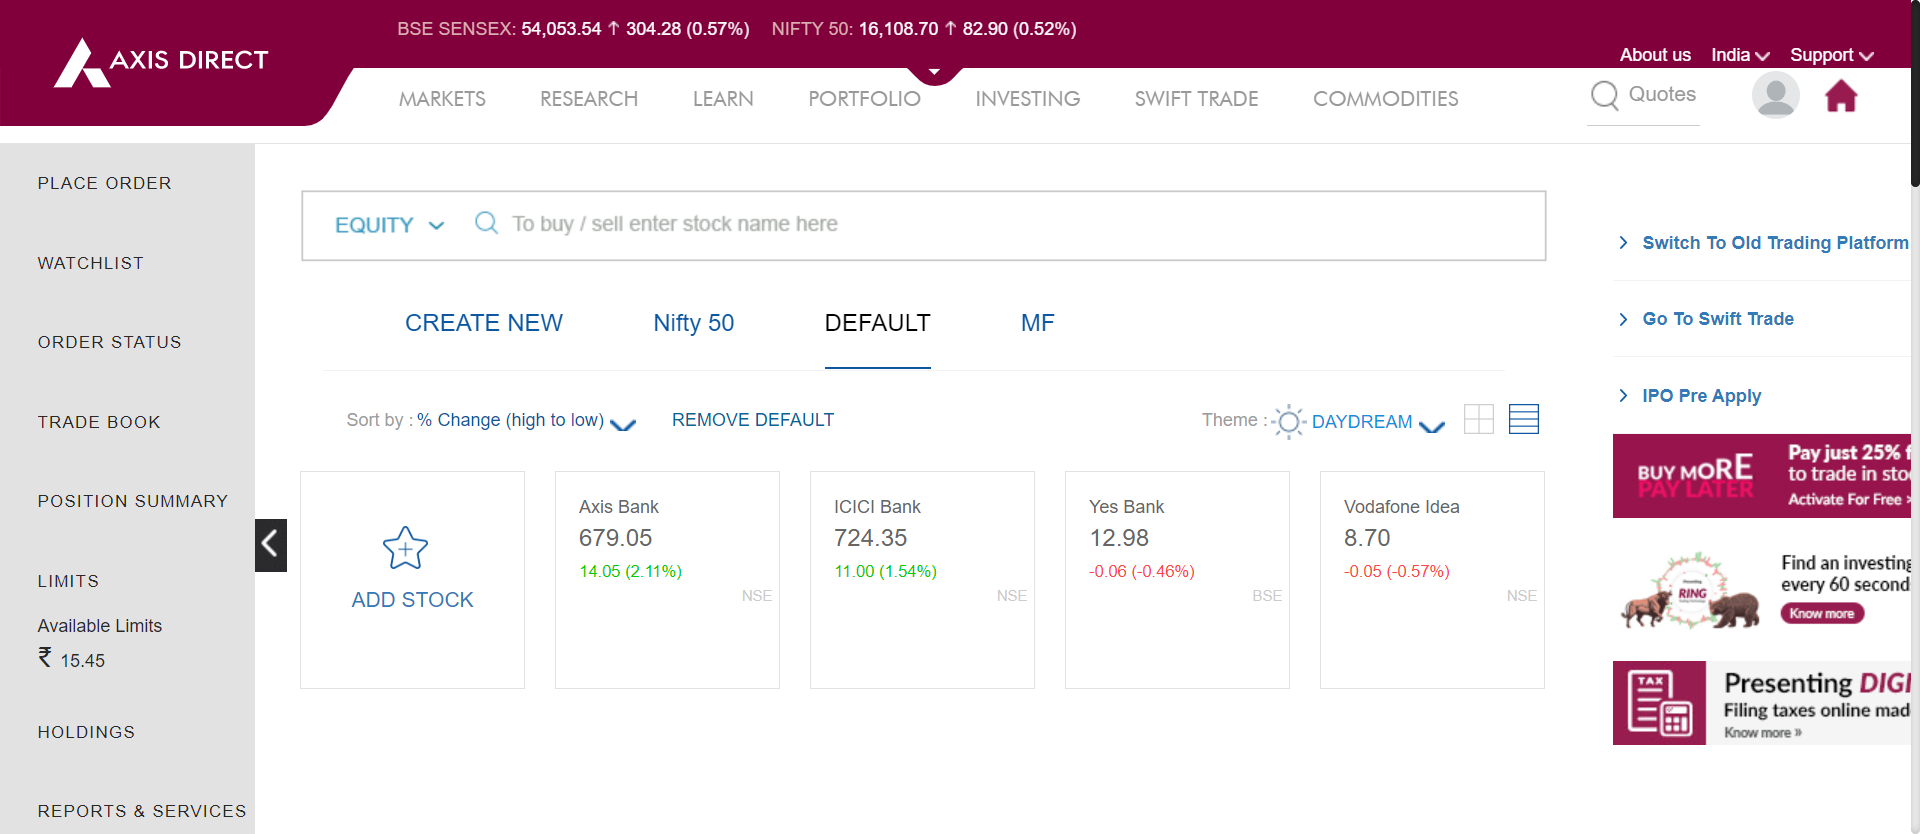 BSE SENSEX: 54,053.54 ↑ 304.28 (0.57%) NIFTY 50: 16,108.70 ↑ 82.90 (0.52%)
About us India Support
AXIS DIRECT
MARKETS RESEARCH LEARN PORTFOLIO INVESTING SWIFT TRADE COMMODITIES
Quotes
PLACE ORDER
WATCHLIST
ORDER STATUS
TRADE BOOK
POSITION SUMMARY
LIMITS
Available Limits
₹ 15.45
HOLDINGS
REPORTS & SERVICES
EQUITY To buy / sell enter stock name here
CREATE NEW Nifty 50 DEFAULT MF
Sort by : % Change (high to low) REMOVE DEFAULT Theme : DAYDREAM
ADD STOCK
Axis Bank
679.05
14.05 (2.11%)
NSE
ICICI Bank
724.35
11.00 (1.54%)
NSE
Yes Bank
12.98
-0.06 (-0.46%)
BSE
Vodafone Idea
8.70
-0.05 (-0.57%)
NSE
Switch To Old Trading Platform
Go To Swift Trade
IPO Pre Apply
BUY MORE
PAY LATER
Pay just 25% f
to trade in sto
Activate For Free »
Presenting
RING
Find an investing
every 60 second
Know more
TAX
Presenting DIGI
Filing taxes online mad
Know more »